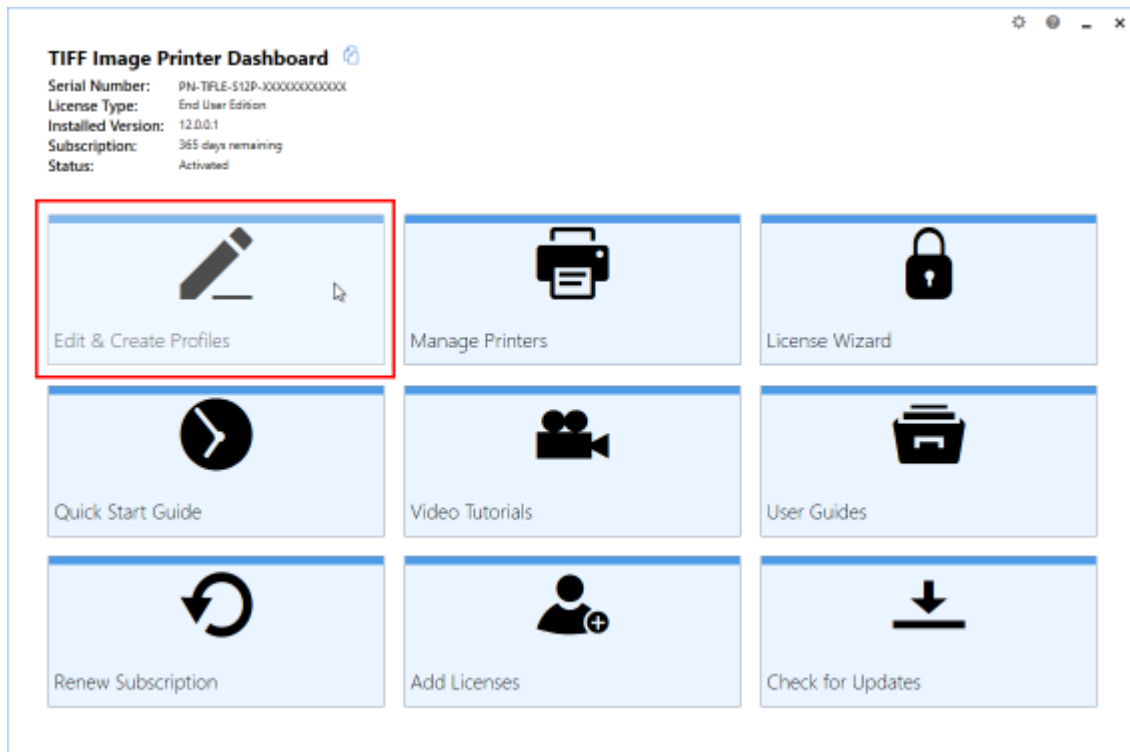 TIFF Image Printer Dashboard
Serial Number: PN-TIFLE-S12P-XXXXXXXXXXXX
License Type: End User Edition
Installed Version: 12.0.0.1
Subscription: 365 days remaining
Status: Activated
Edit & Create Profiles
Manage Printers
License Wizard
Quick Start Guide
Video Tutorials
User Guides
Renew Subscription
Add Licenses
Check for Updates